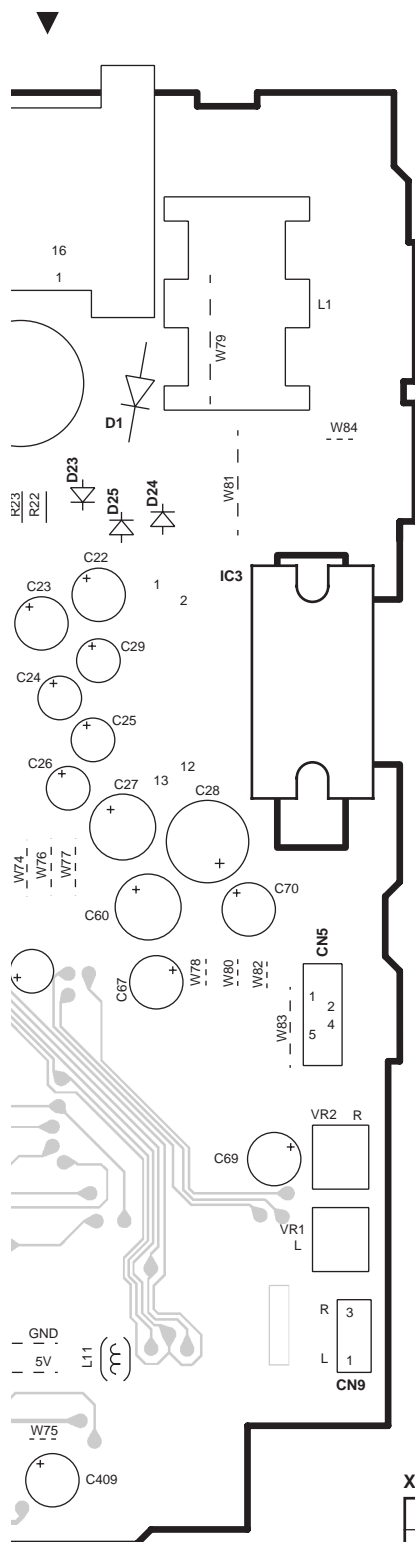 16
1
L1
W79
D1
W84
D23
R23
R22
D25
D24
W81
C22
C23
1
2
IC3
C29
C24
C25
C26
12
13
C27
C28
W74
W76
W77
C60
C70
CN5
W78
W80
W82
C67
W83
1
2
4
5
VR2 R
C69
VR1
L
GND
5V
L11
R 3
L 1
CN9
W75
C409
X